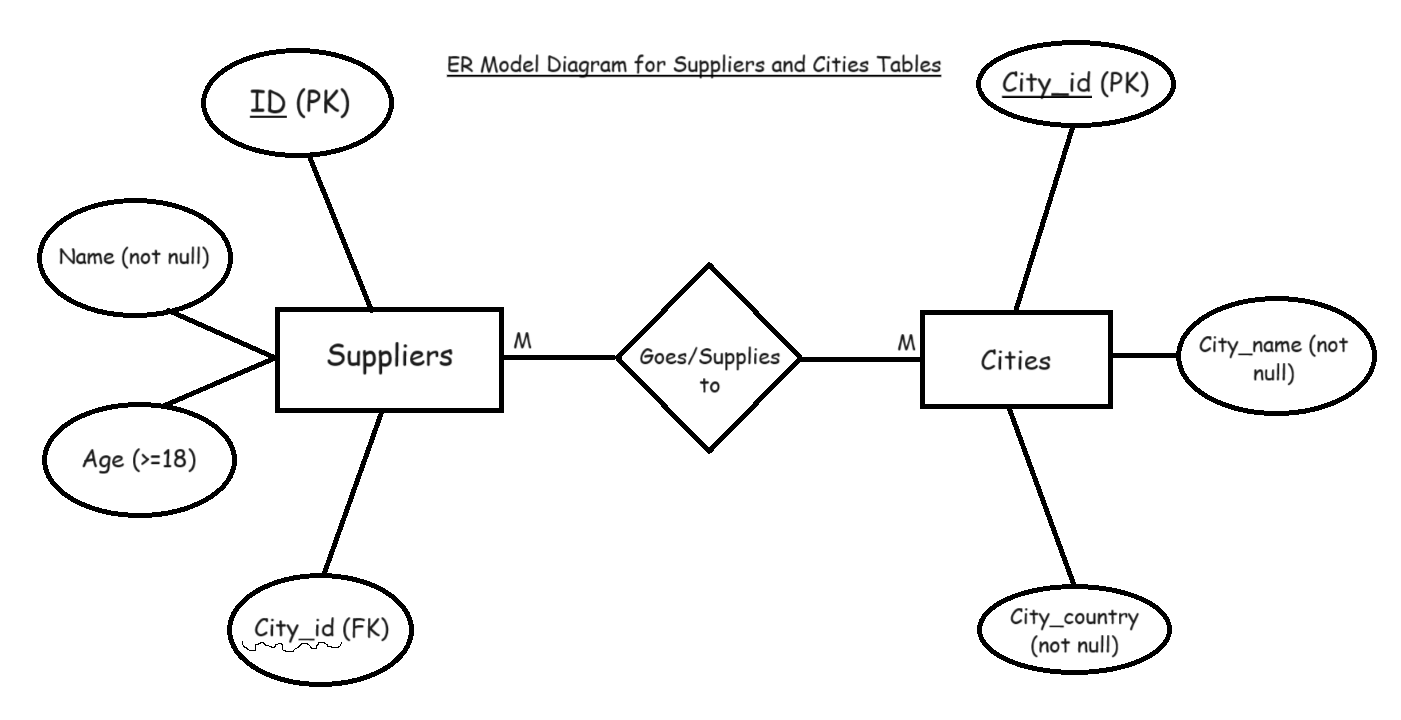 ER Model Diagram for Suppliers and Cities Tables
ID (PK)
City_id (PK)
Name (not null)
Suppliers
M
Goes/Supplies
to
M
Cities
City_name (not
null)
Age (>=18)
City_id (FK)
City_country
(not null)